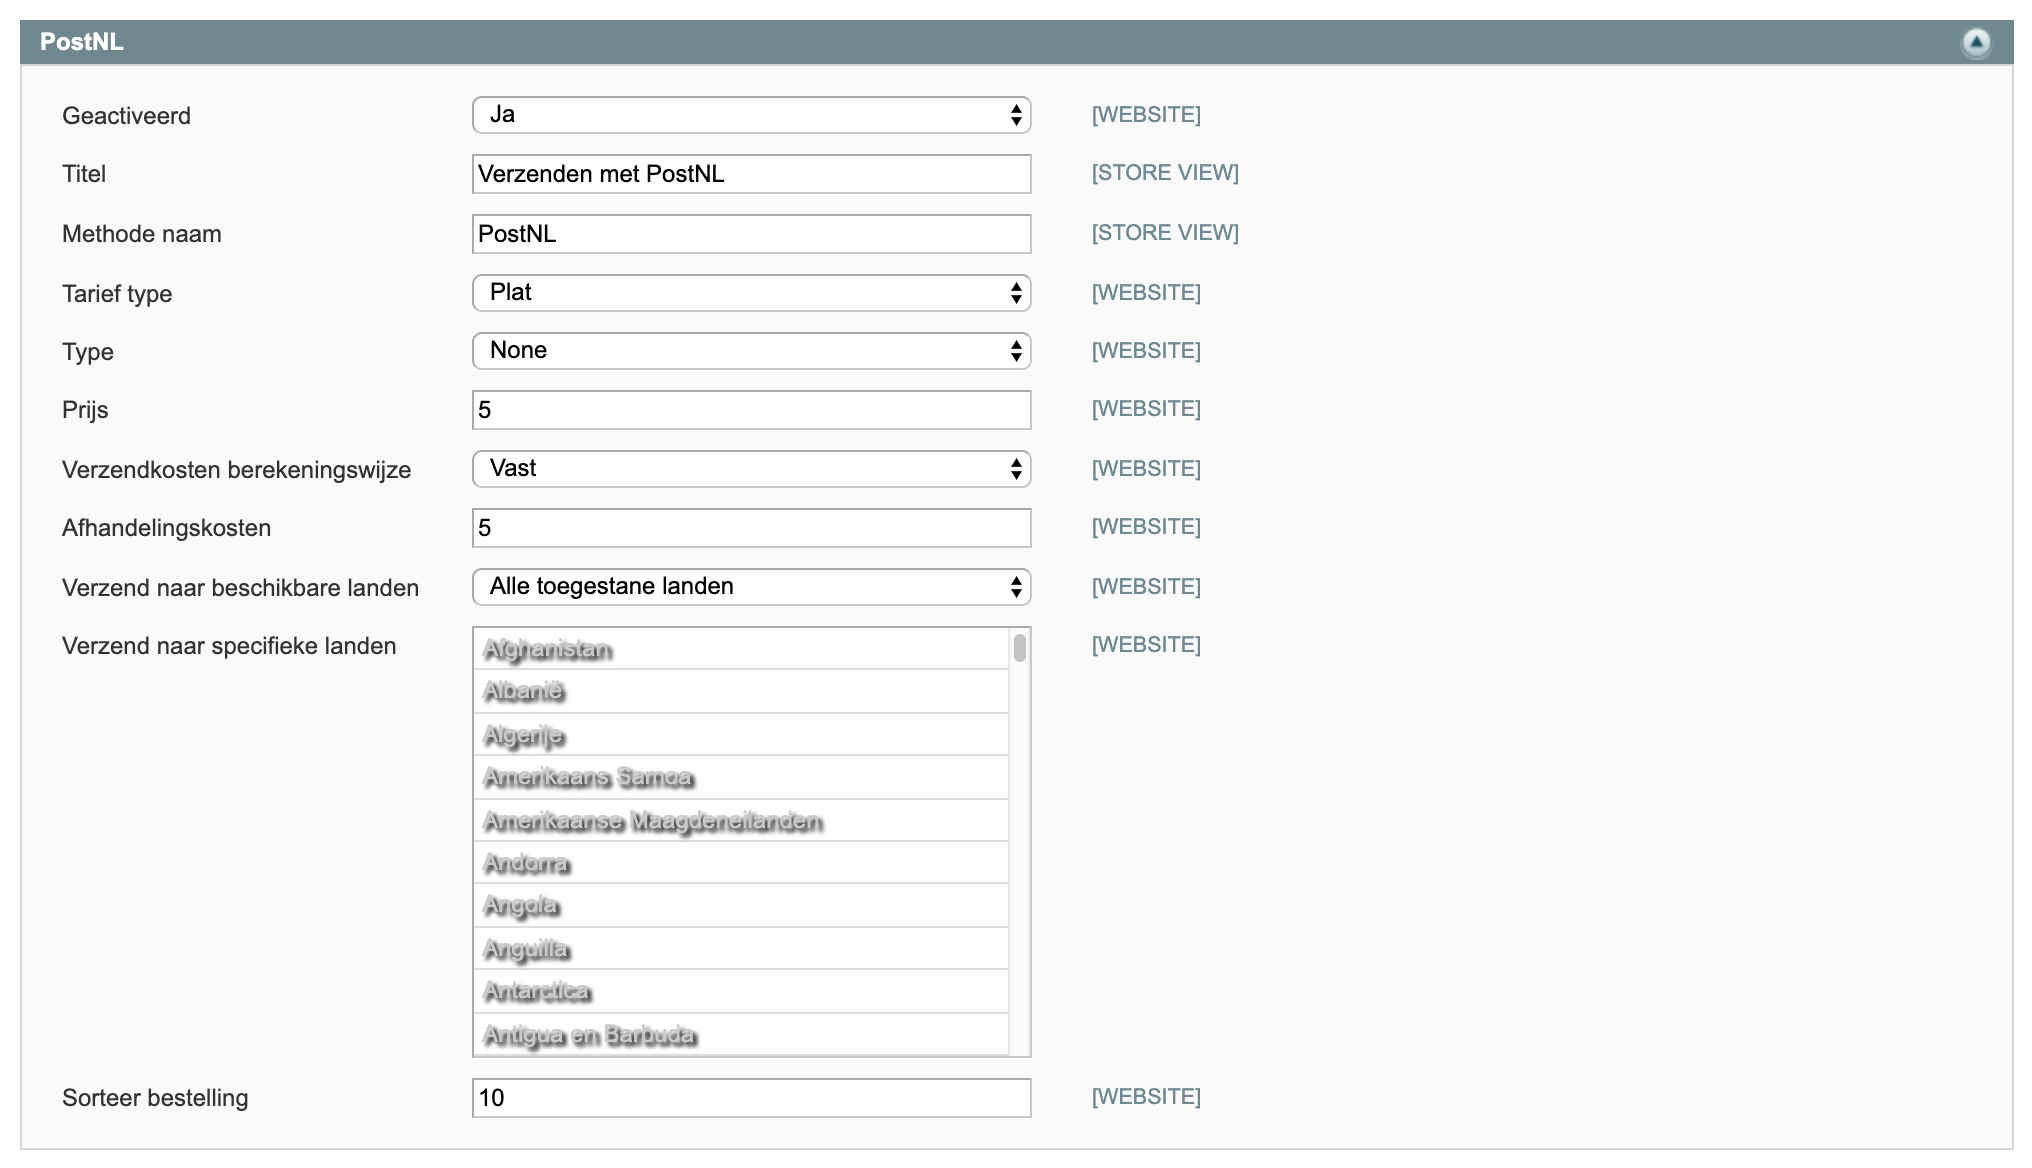 PostNL
Geactiveerd Ja [WEBSITE]
Titel Verzenden met PostNL [STORE VIEW]
Methode naam PostNL [STORE VIEW]
Tarief type Plat [WEBSITE]
Type None [WEBSITE]
Prijs 5 [WEBSITE]
Verzendkosten berekeningswijze Vast [WEBSITE]
Afhandelingskosten 5 [WEBSITE]
Verzend naar beschikbare landen Alle toegestane landen [WEBSITE]
Verzend naar specifieke landen Afghanistan [WEBSITE]
Albanië
Algerije
Amerikaans Samoa
Amerikaanse Maagdeneilanden
Andorra
Angola
Anguilla
Antarctica
Antigua en Barbuda
Sorteer bestelling 10 [WEBSITE]